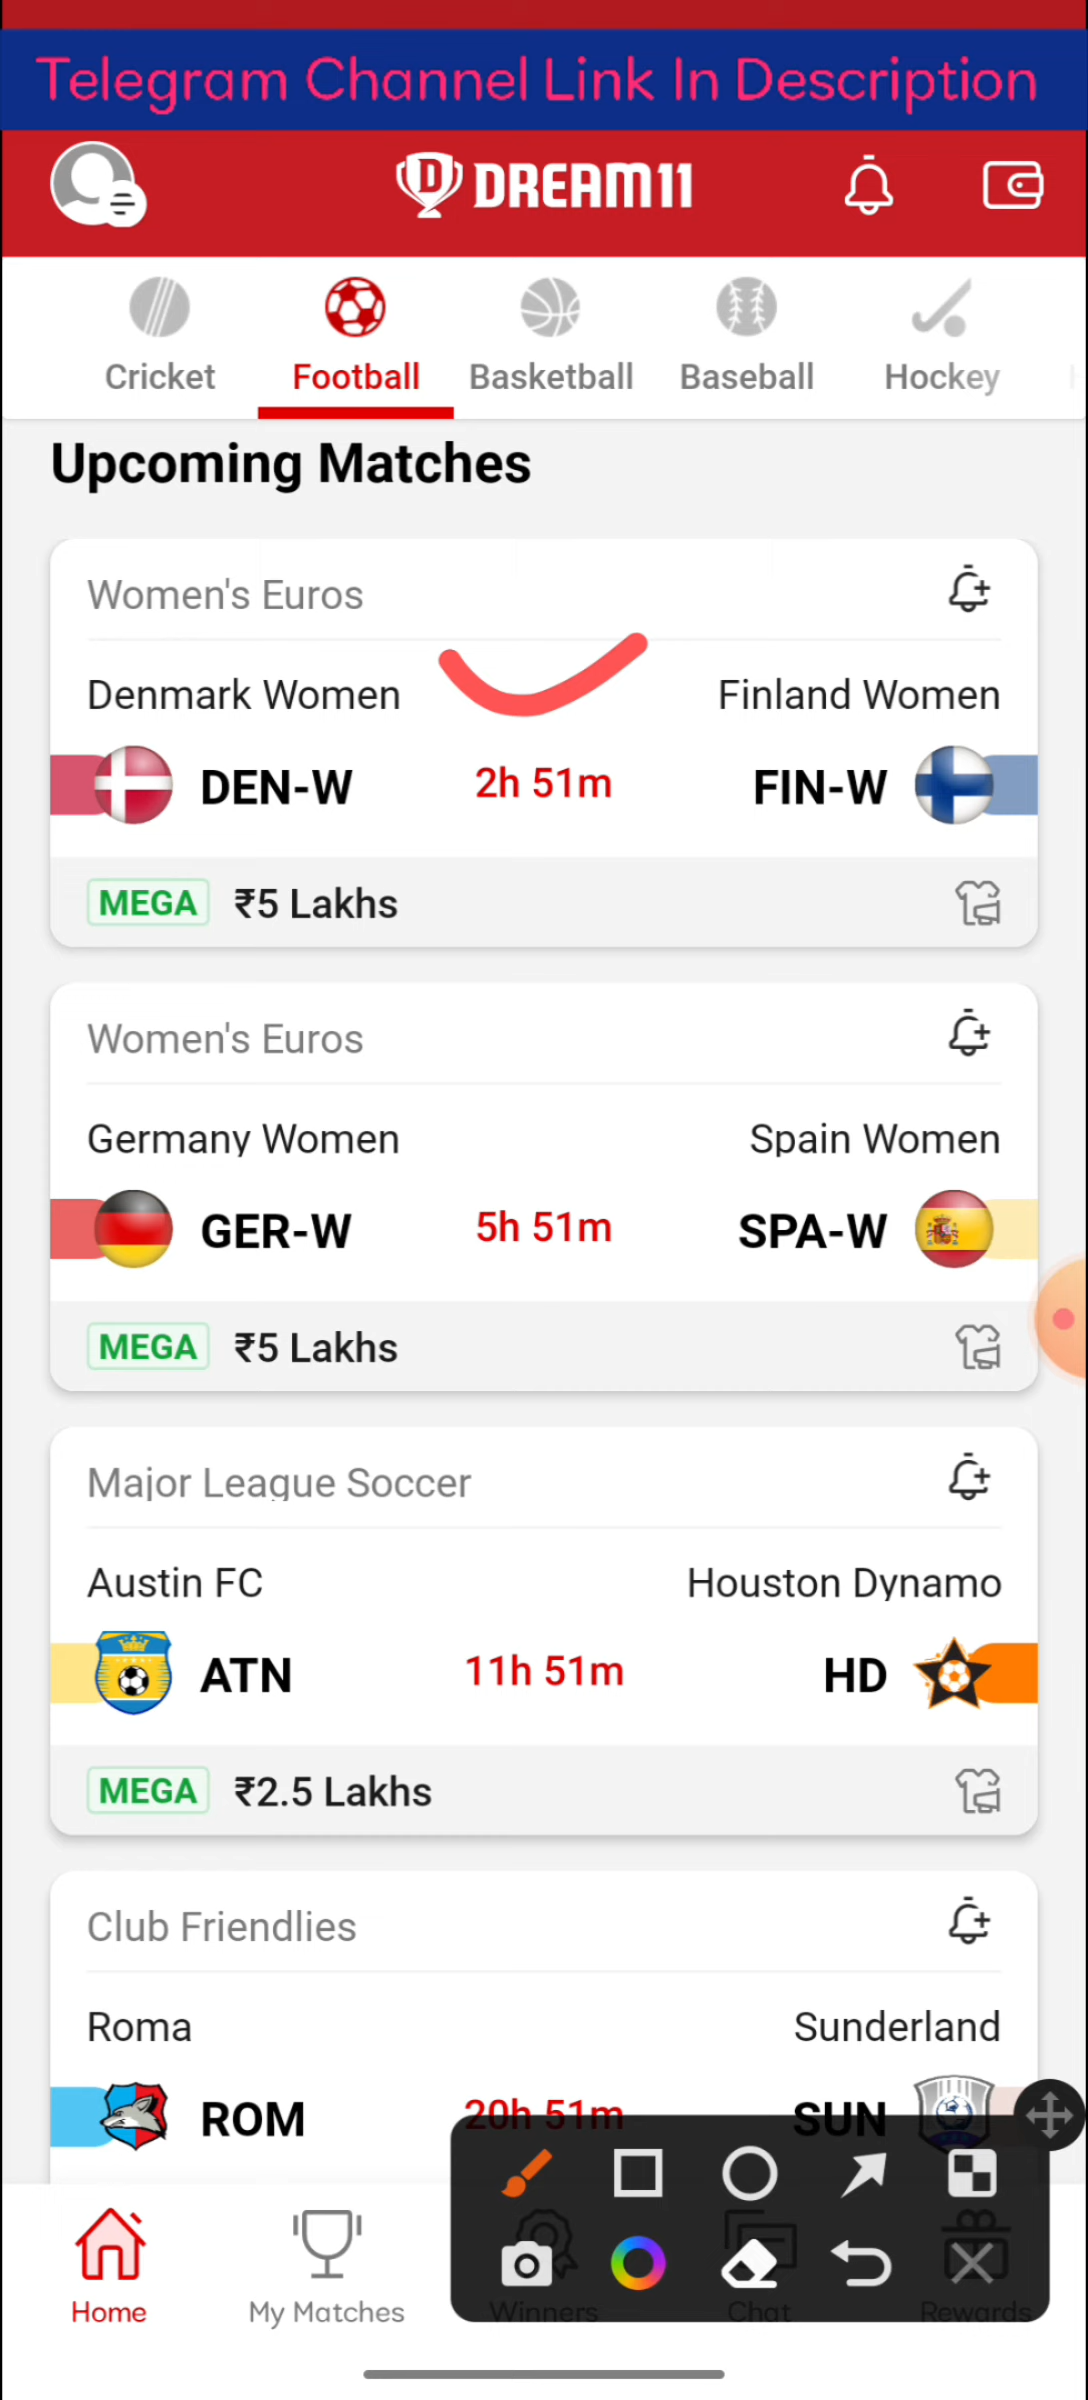 Telegram Channel Link In Description
DREAM11
Cricket Football Basketball Baseball Hockey
Upcoming Matches
Women's Euros
Denmark Women Finland Women
DEN-W 2h 51m FIN-W
MEGA ₹5 Lakhs
Women's Euros
Germany Women Spain Women
GER-W 5h 51m SPA-W
MEGA ₹5 Lakhs
Major League Soccer
Austin FC Houston Dynamo
ATN 11h 51m HD
MEGA ₹2.5 Lakhs
Club Friendlies
Roma Sunderland
ROM 20h 51m SUN
Home My Matches Winners Chat Rewards